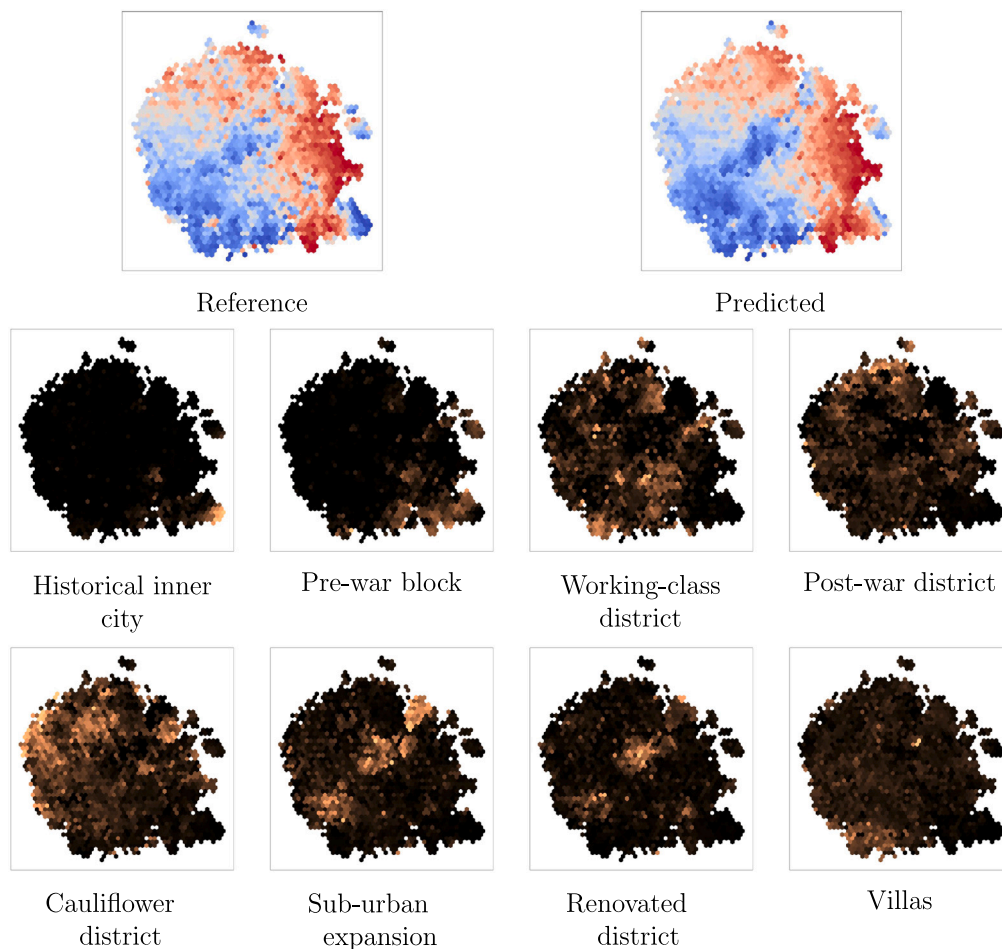 Reference
Predicted
Historical inner
city
Pre-war block
Working-class
district
Post-war district
Cauliflower
district
Sub-urban
expansion
Renovated
district
Villas